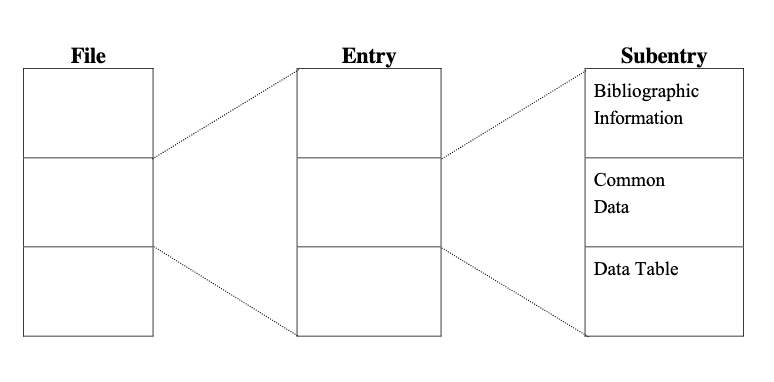 File
Entry
Subentry
Bibliographic
Information
Common
Data
Data Table